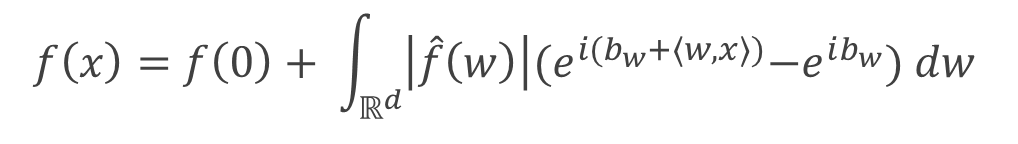 f(x) = f(0) + ∫_{ℝ^d} |f̂(w)|(e^{i(b_w+⟨w,x⟩)} − e^{ib_w}) dw